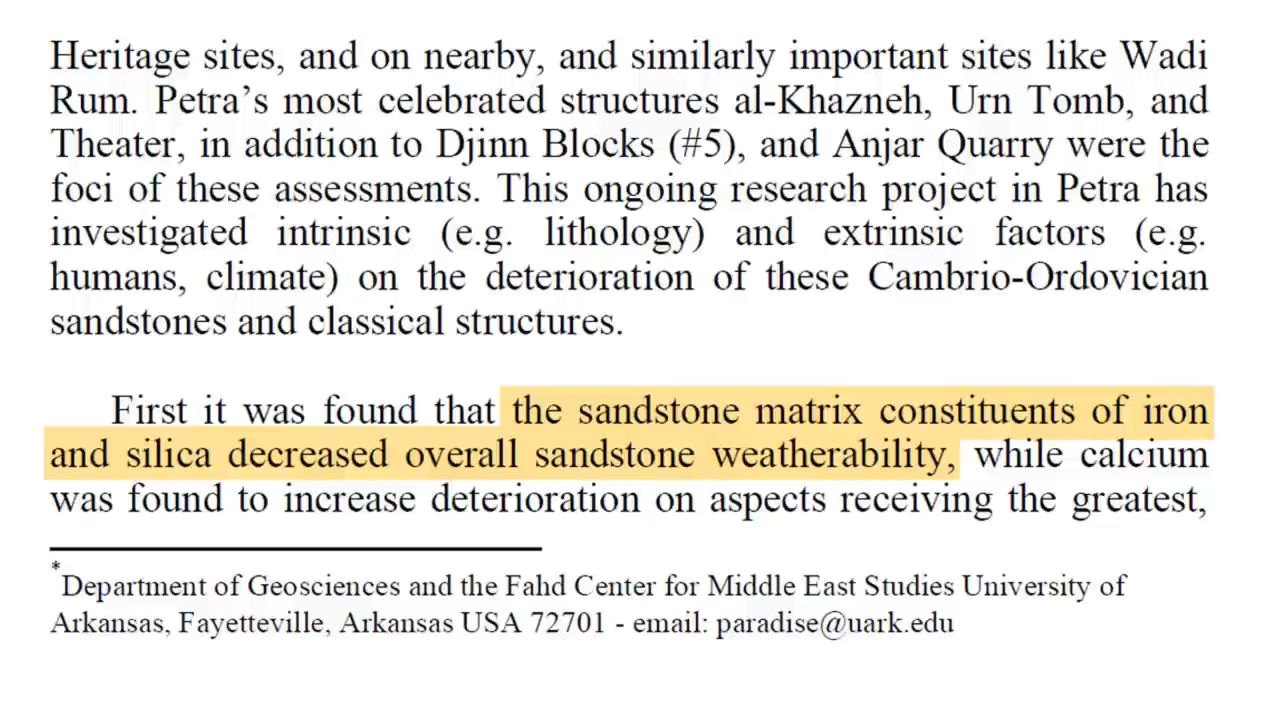 Heritage sites, and on nearby, and similarly important sites like Wadi
Rum. Petra’s most celebrated structures al-Khazneh, Urn Tomb, and
Theater, in addition to Djinn Blocks (#5), and Anjar Quarry were the
foci of these assessments. This ongoing research project in Petra has
investigated intrinsic (e.g. lithology) and extrinsic factors (e.g.
humans, climate) on the deterioration of these Cambrio-Ordovician
sandstones and classical structures.
First it was found that the sandstone matrix constituents of iron
and silica decreased overall sandstone weatherability, while calcium
was found to increase deterioration on aspects receiving the greatest,
*Department of Geosciences and the Fahd Center for Middle East Studies University of
Arkansas, Fayetteville, Arkansas USA 72701 - email: paradise@uark.edu